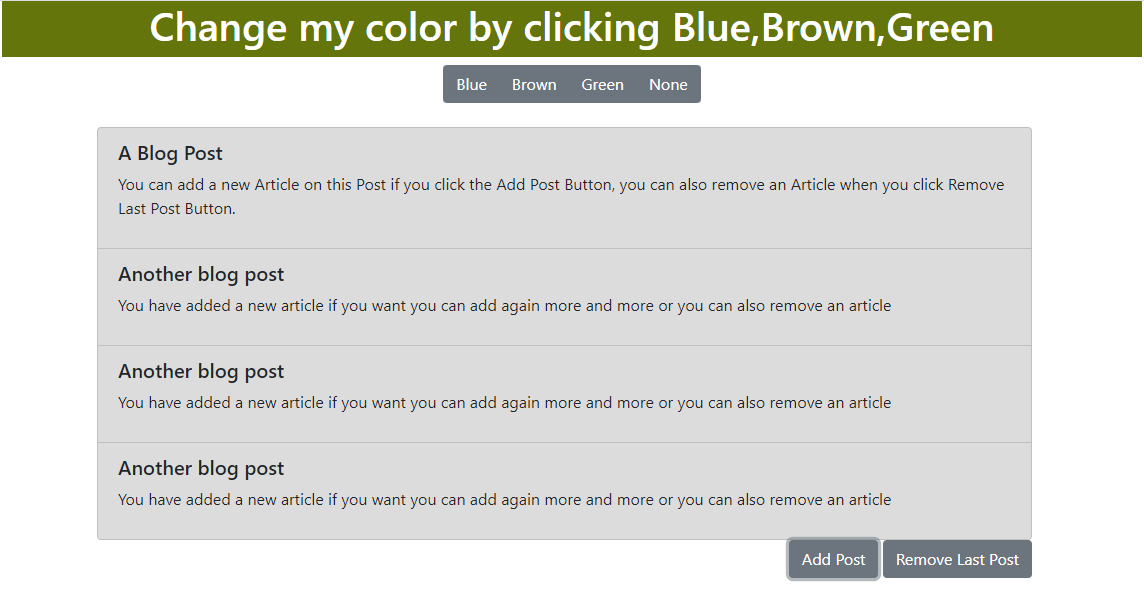 Change my color by clicking Blue,Brown,Green
Blue Brown Green None
A Blog Post
You can add a new Article on this Post if you click the Add Post Button, you can also remove an Article when you click Remove
Last Post Button.
Another blog post
You have added a new article if you want you can add again more and more or you can also remove an article
Another blog post
You have added a new article if you want you can add again more and more or you can also remove an article
Another blog post
You have added a new article if you want you can add again more and more or you can also remove an article
Add Post Remove Last Post